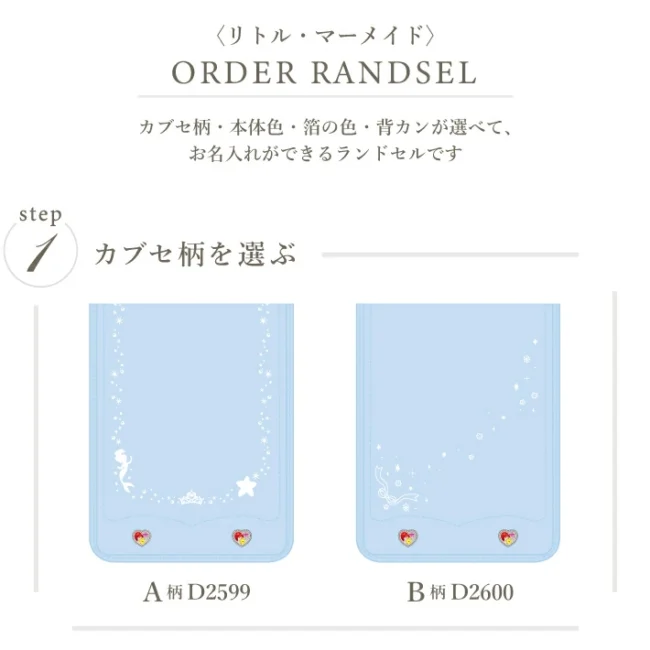 〈リトル・マーメイド〉
ORDER RANDSEL
カブセ柄・本体色・箔の色・背カンが選べて、
お名入れができるランドセルです
step
1 カブセ柄を選ぶ
A柄 D2599
B柄 D2600